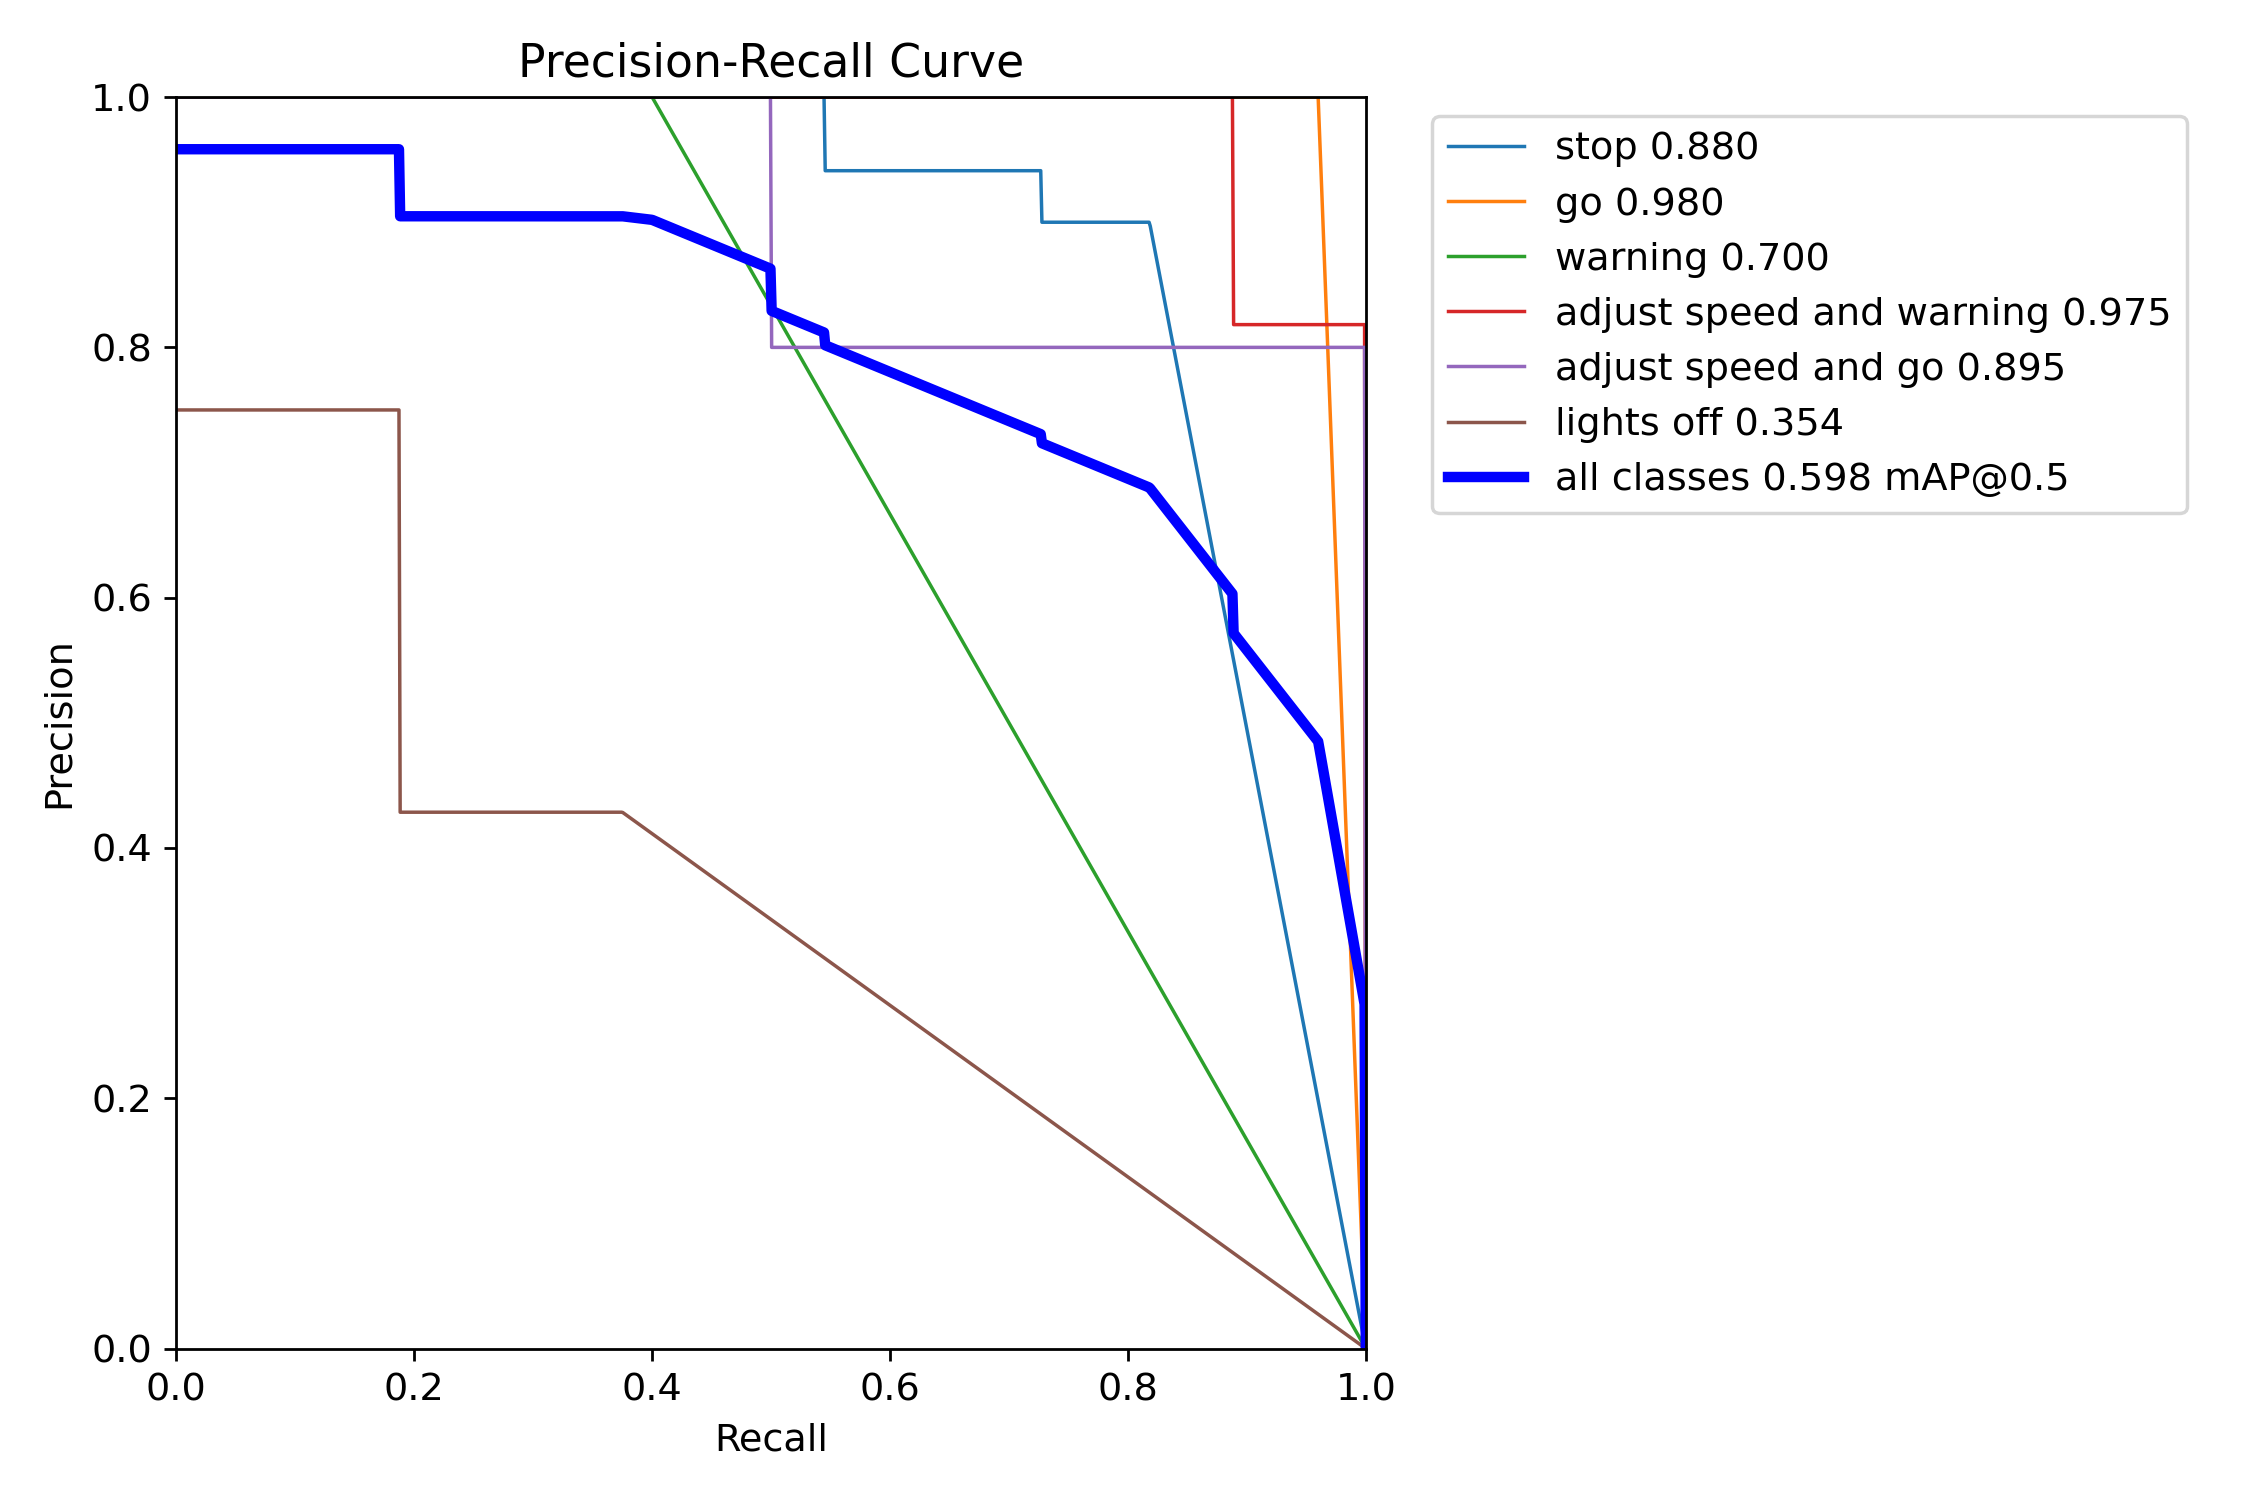 Precision-Recall Curve
1.0
0.8
0.6
0.4
0.2
0.0
Precision
0.0 0.2 0.4 0.6 0.8 1.0
Recall
stop 0.880
go 0.980
warning 0.700
adjust speed and warning 0.975
adjust speed and go 0.895
lights off 0.354
all classes 0.598 mAP@0.5